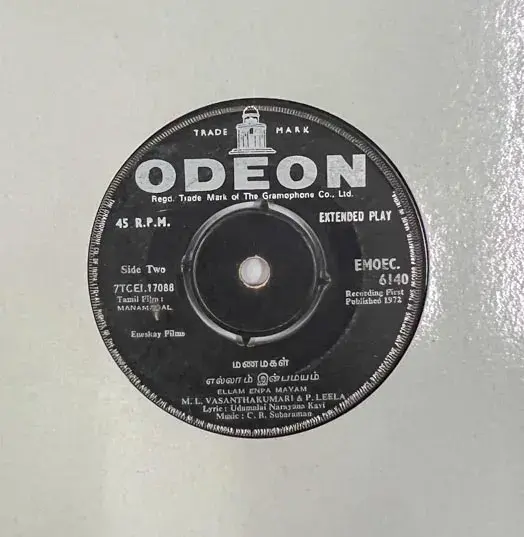 TRADE MARK
ODEON
Regd. Trade Mark of The Gramophone Co., Ltd.
45 R.P.M.
EXTENDED PLAY
Side Two
7TCEI.17088
Tamil Film :
MANAMAGAL
Eneskay Films
EMOEC.
6140
Recording First
Published 1972
மணமகள்
எல்லாம் இன்பமயம்
ELLAM ENPA MAYAM
M. L. VASANTHAKUMARI & P. LEELA
Lyric : Udumalai Narayana Kavi
Music : C. R. Subaraman